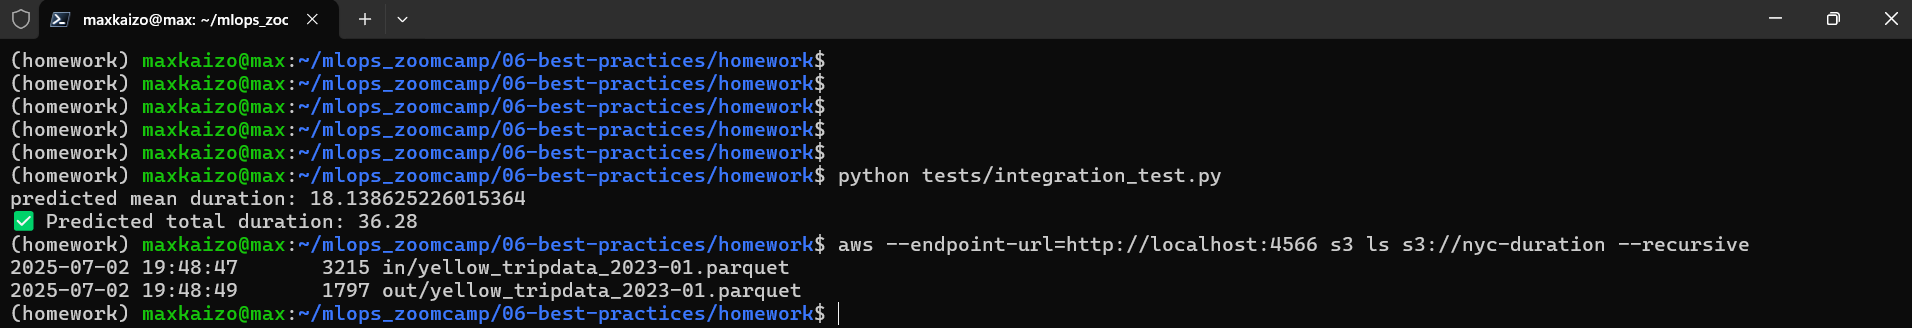 maxkaizo@max: ~/mlops_zoc
(homework) maxkaizo@max:~/mlops_zoomcamp/06-best-practices/homework$
(homework) maxkaizo@max:~/mlops_zoomcamp/06-best-practices/homework$
(homework) maxkaizo@max:~/mlops_zoomcamp/06-best-practices/homework$
(homework) maxkaizo@max:~/mlops_zoomcamp/06-best-practices/homework$
(homework) maxkaizo@max:~/mlops_zoomcamp/06-best-practices/homework$
(homework) maxkaizo@max:~/mlops_zoomcamp/06-best-practices/homework$ python tests/integration_test.py
predicted mean duration: 18.138625226015364
✅ Predicted total duration: 36.28
(homework) maxkaizo@max:~/mlops_zoomcamp/06-best-practices/homework$ aws --endpoint-url=http://localhost:4566 s3 ls s3://nyc-duration --recursive
2025-07-02 19:48:47       3215 in/yellow_tripdata_2023-01.parquet
2025-07-02 19:48:49       1797 out/yellow_tripdata_2023-01.parquet
(homework) maxkaizo@max:~/mlops_zoomcamp/06-best-practices/homework$